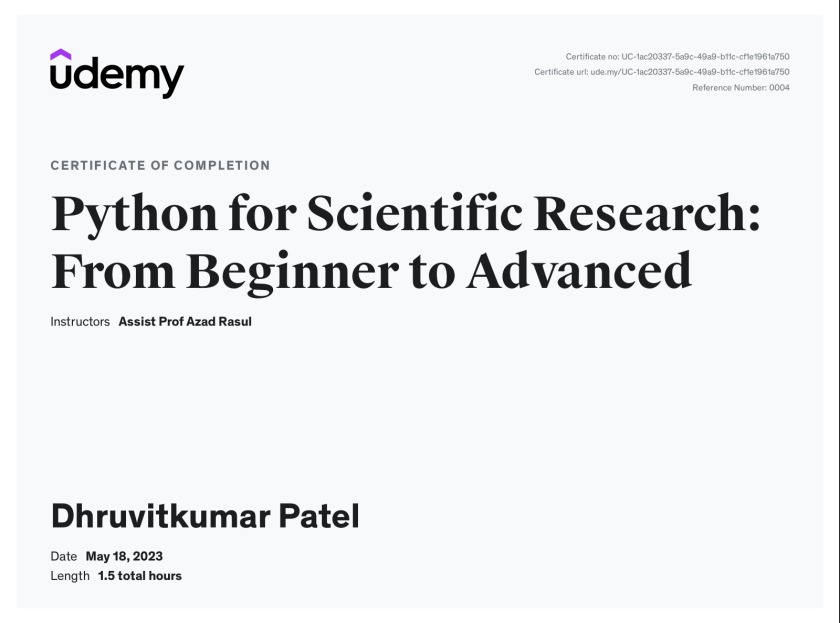 udemy
Certificate no: UC-1ac20337-5a9c-49a9-b11c-cf1e1961a750
Certificate url: ude.my/UC-1ac20337-5a9c-49a9-b11c-cf1e1961a750
Reference Number: 0004
CERTIFICATE OF COMPLETION
Python for Scientific Research:
From Beginner to Advanced
Instructors Assist Prof Azad Rasul
Dhruvitkumar Patel
Date May 18, 2023
Length 1.5 total hours